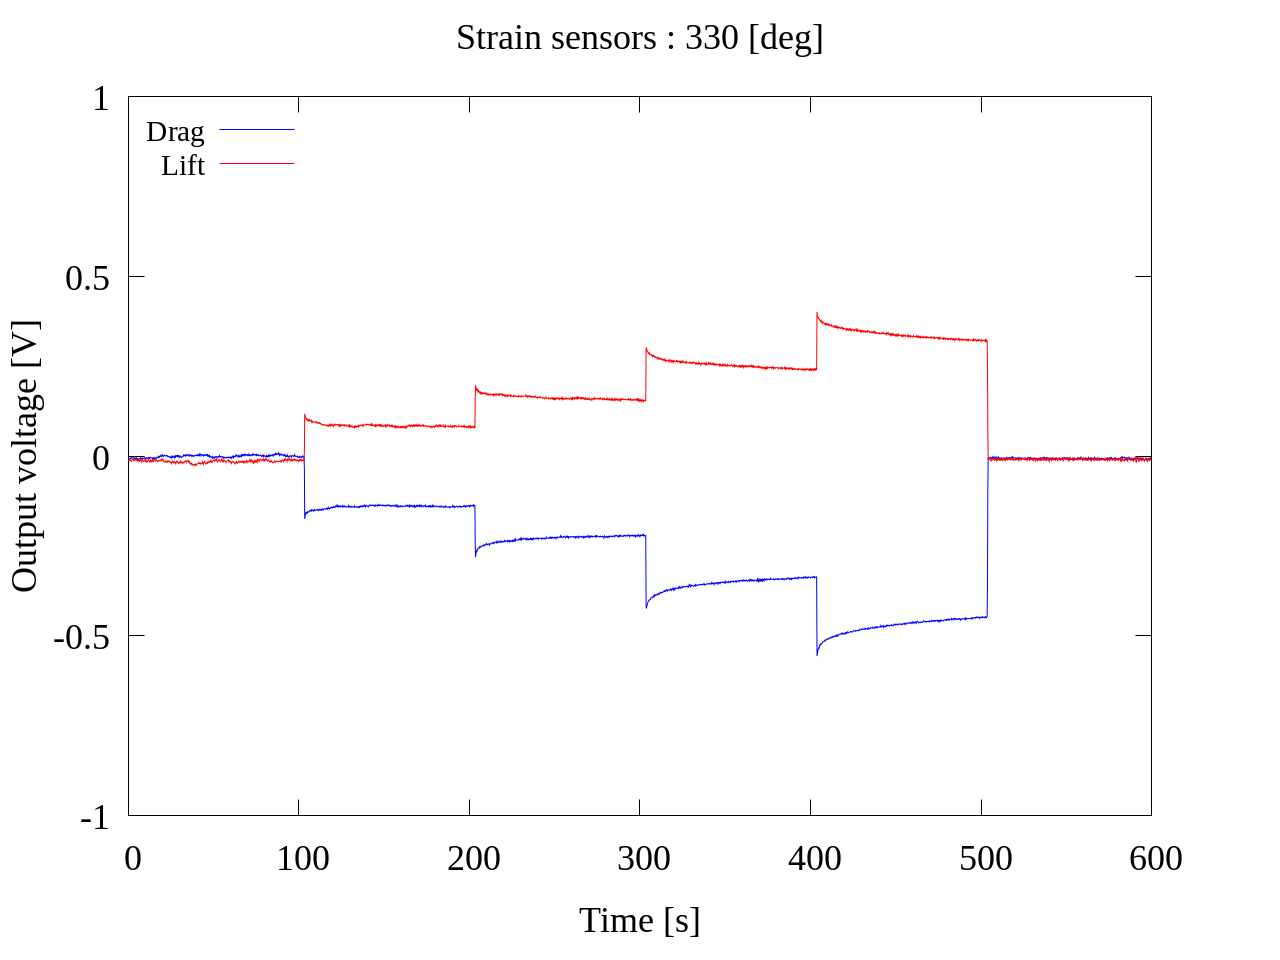 Strain sensors : 330 [deg]
1
0.5
0
-0.5
-1
Output voltage [V]
Drag
Lift
0 100 200 300 400 500 600
Time [s]